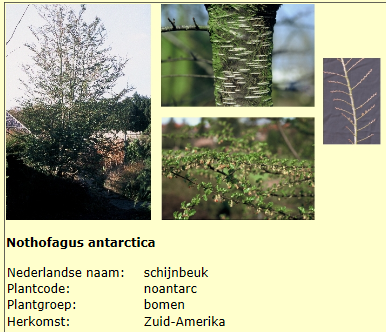 Nothofagus antarctica
Nederlandse naam: schijnbeuk
Plantcode: noantarc
Plantgroep: bomen
Herkomst: Zuid-Amerika